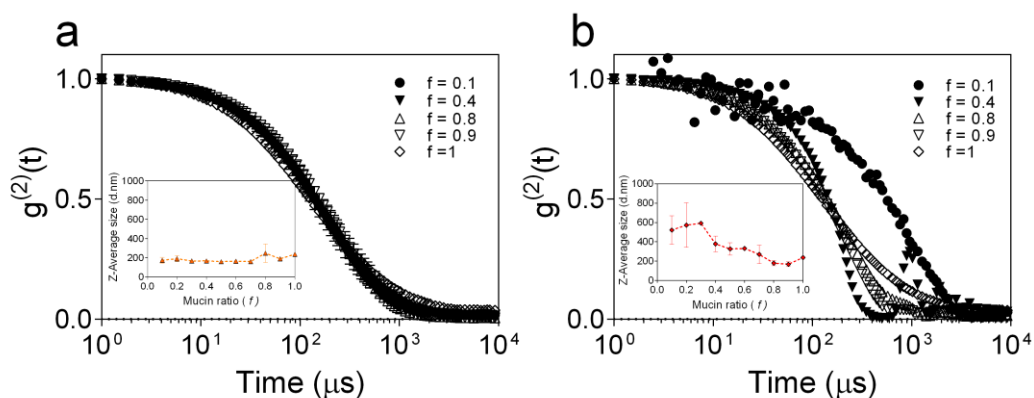 a
g(2)(t)
1.0
0.5
0.0
f = 0.1
f = 0.4
f = 0.8
f = 0.9
f =1
Z-Average size (d.nm)
1000
800
600
400
200
0
0.0 0.2 0.4 0.6 0.8 1.0
Mucin ratio ( f )
10^0 10^1 10^2 10^3 10^4
Time (μs)
b
g(2)(t)
1.0
0.5
0.0
f = 0.1
f = 0.4
f = 0.8
f = 0.9
f =1
Z-Average size (d.nm)
1000
800
600
400
200
0
0.0 0.2 0.4 0.6 0.8 1.0
Mucin ratio ( f )
10^0 10^1 10^2 10^3 10^4
Time (μs)